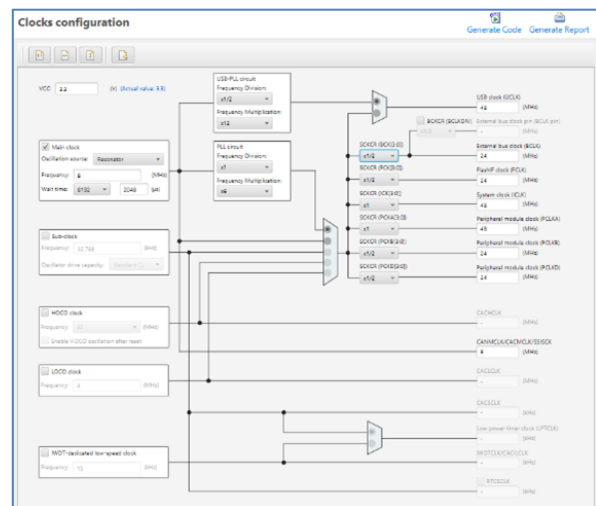 Clocks configuration
Generate Code Generate Report
VCC: 3.3 (V) (Actual value: 3.3)
USB-PLL circuit
Frequency Division:
x1/2
Frequency Multiplication:
x12
USB clock (UCLK)
48 (MHz)
BCKCR (BCLKDIV) External bus clock pin (BCLK pin)
x1/2 - (MHz)
Main clock
Oscillation source: Resonator
Frequency: 8 (MHz)
Wait time: 8192 2048 (μs)
PLL circuit
Frequency Division:
x1
Frequency Multiplication:
x6
SCKCR (BCK[3:0])
x1/2
External bus clock (BCLK)
24 (MHz)
SCKCR (FCK[3:0])
x1/2
FlashIF clock (FCLK)
24 (MHz)
SCKCR (ICK[3:0])
x1
System clock (ICLK)
48 (MHz)
SCKCR (PCKA[3:0])
x1
Peripheral module clock (PCLKA)
48 (MHz)
SCKCR (PCKB[3:0])
x1/2
Peripheral module clock (PCLKB)
24 (MHz)
SCKCR (PCKD[3:0])
x1/2
Peripheral module clock (PCLKD)
24 (MHz)
Sub-clock
Frequency: 32.768 (kHz)
Oscillator drive capacity:
HOCO clock
Frequency: (MHz)
Enable HOCO oscillation after reset
CACHCLK
- (MHz)
CANMCLK/CACMCLK/SSISCK
8 (MHz)
LOCO clock
Frequency: 4 (MHz)
CACLCLK
- (MHz)
CACSCLK
- (MHz)
Low power timer clock (LPTCLK)
- (MHz)
IWDT-dedicated low-speed clock
Frequency: 15
IWDTCLK/CACILCLK
- (MHz)
RTCSCLK
- (MHz)